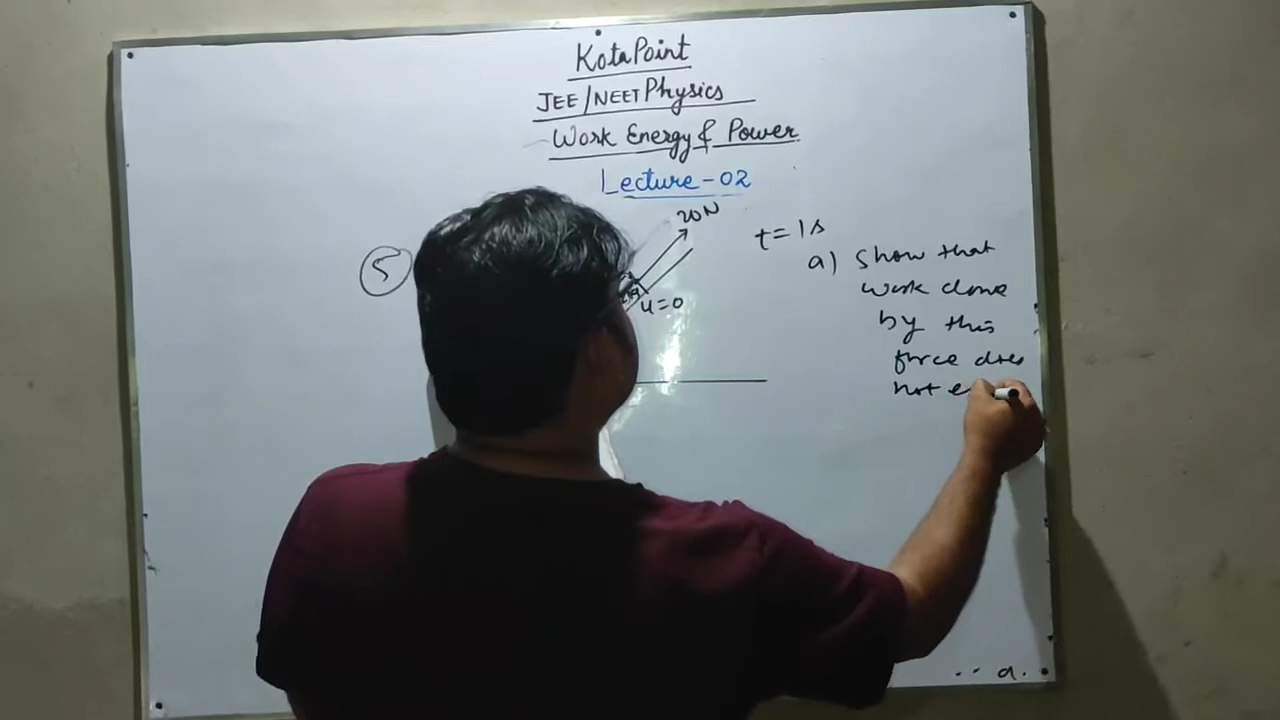 KotaPoint
JEE/NEET Physics
Work Energy & Power
Lecture-02
20N
t=1s
5
a) Show that
work done
by this
u=0
force does
not e
a.